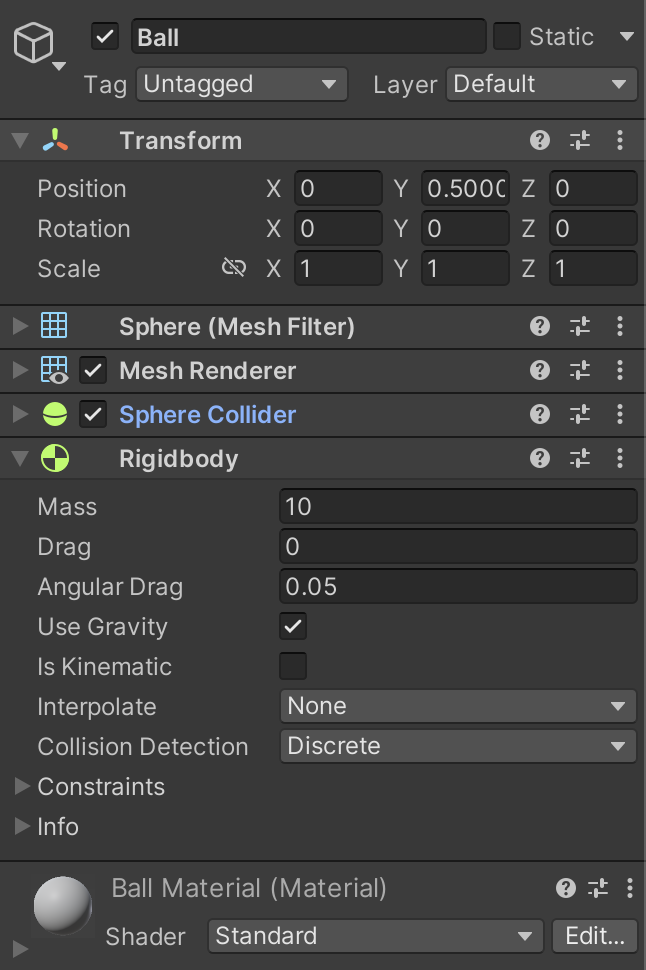 Ball Static
Tag Untagged Layer Default
Transform
Position X 0 Y 0.5000 Z 0
Rotation X 0 Y 0 Z 0
Scale X 1 Y 1 Z 1
Sphere (Mesh Filter)
Mesh Renderer
Sphere Collider
Rigidbody
Mass 10
Drag 0
Angular Drag 0.05
Use Gravity
Is Kinematic
Interpolate None
Collision Detection Discrete
Constraints
Info
Ball Material (Material)
Shader Standard Edit...